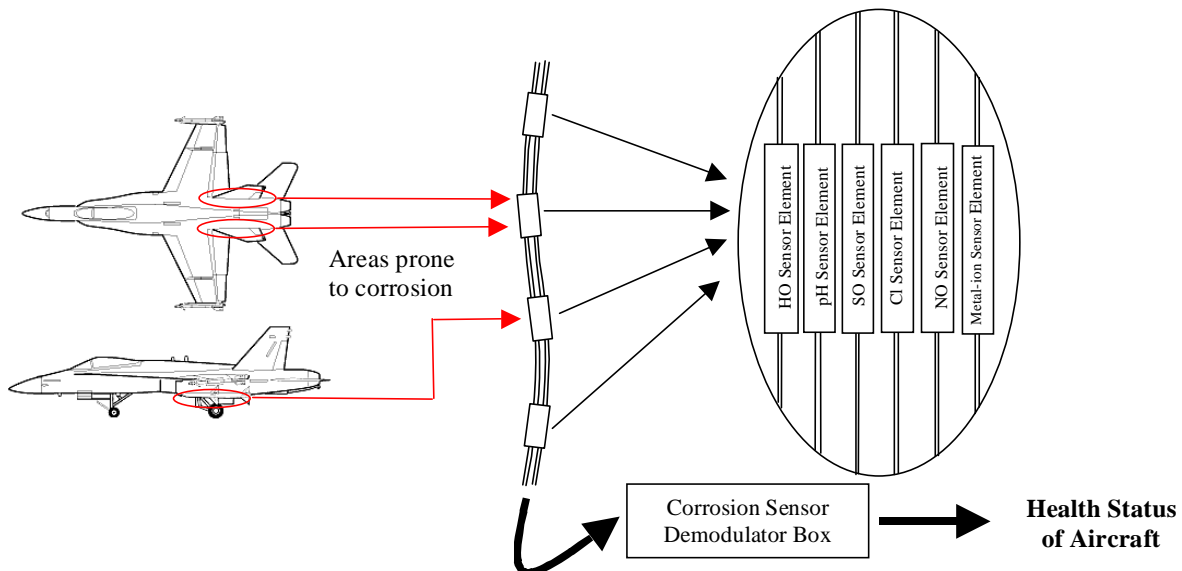 Areas prone
to corrosion
HO Sensor Element
pH Sensor Element
SO Sensor Element
Cl Sensor Element
NO Sensor Element
Metal-ion Sensor Element
Corrosion Sensor
Demodulator Box
Health Status
of Aircraft